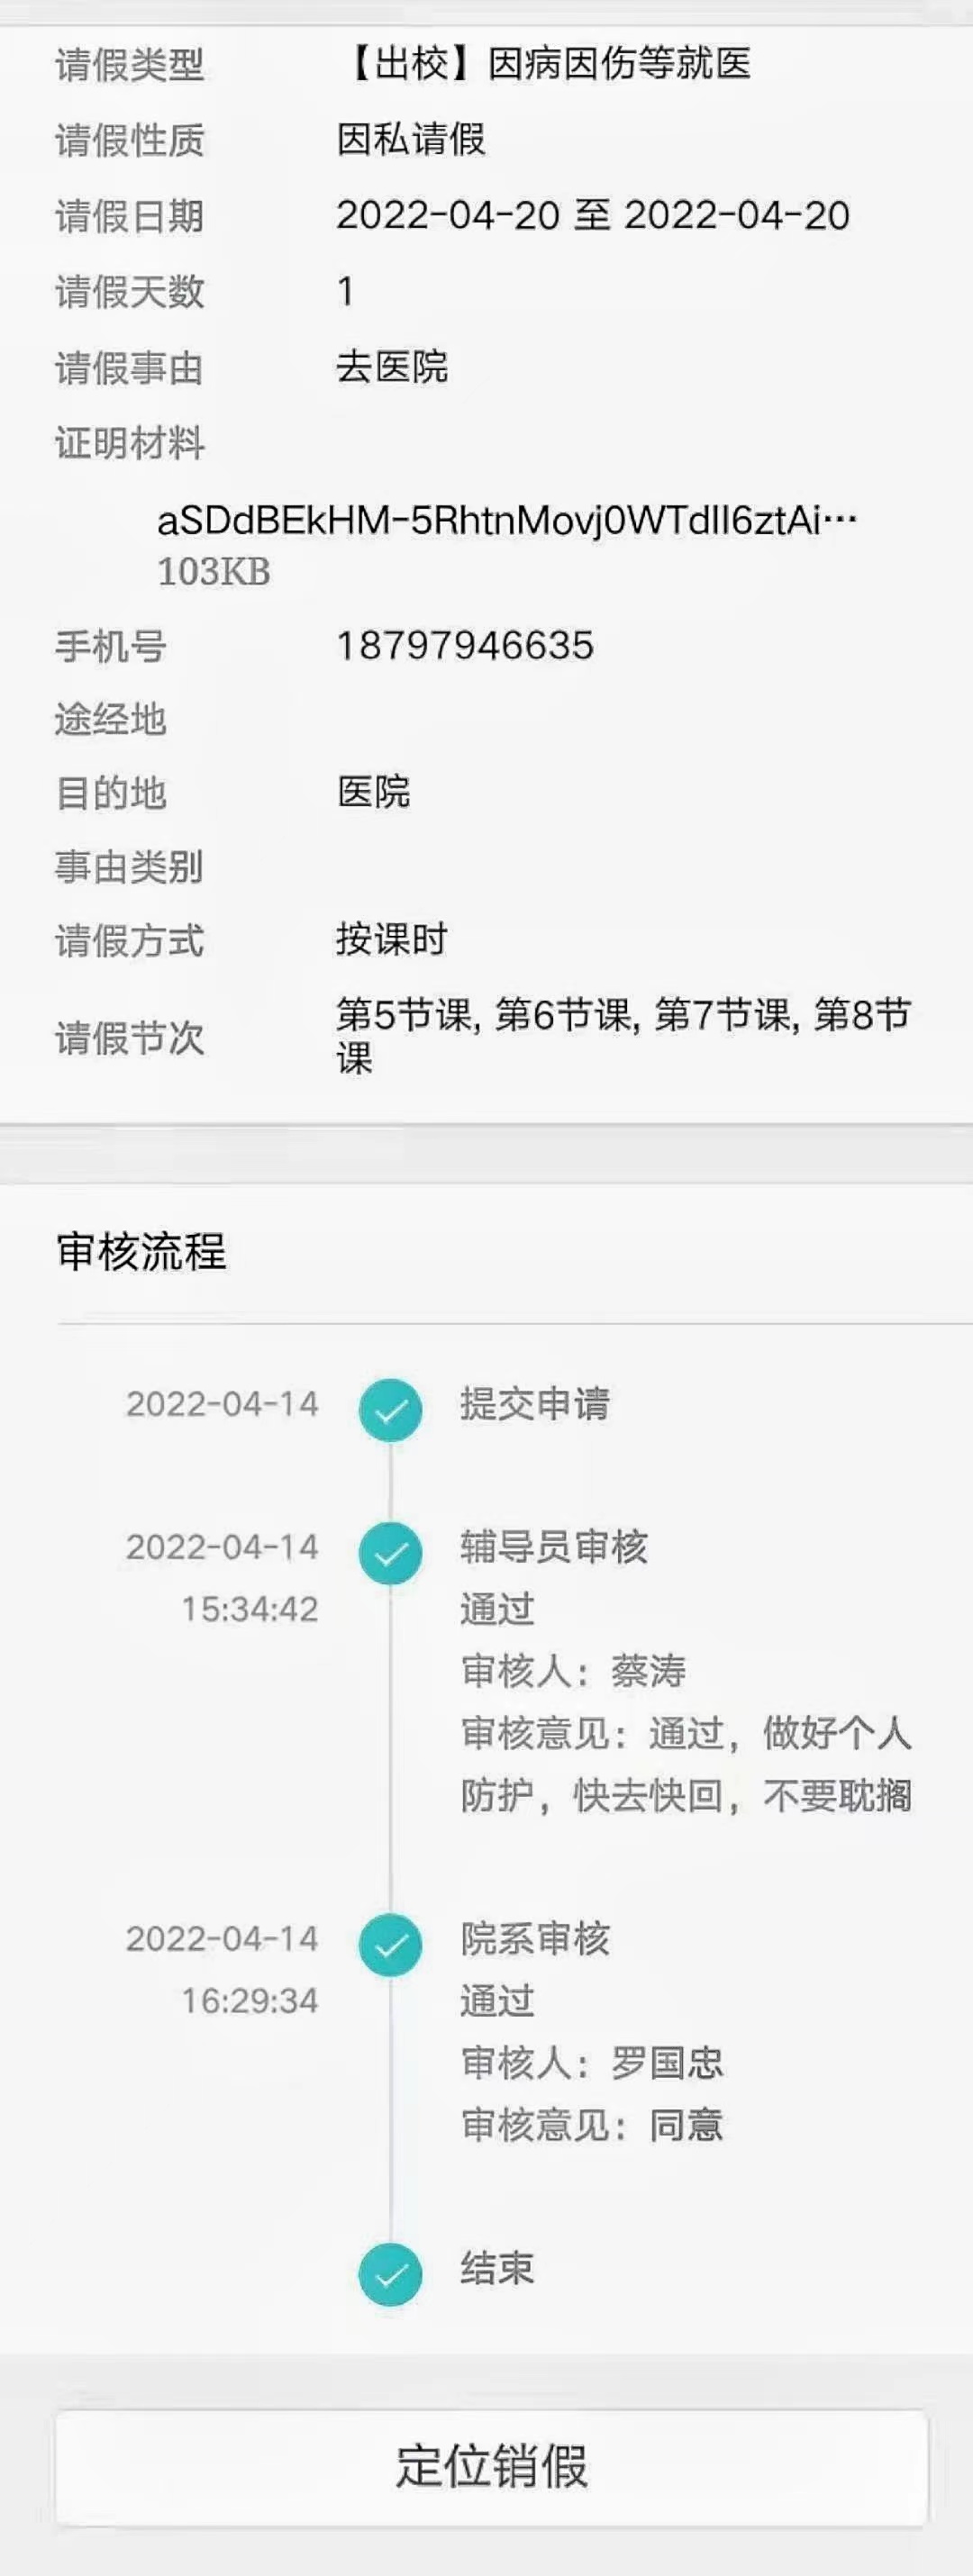 请假类型 【出校】因病因伤等就医
请假性质 因私请假
请假日期 2022-04-20 至 2022-04-20
请假天数 1
请假事由 去医院
证明材料
aSDdBEkHM-5RhtnMovj0WTdlI6ztAi···
103KB
手机号 18797946635
途经地
目的地 医院
事由类别
请假方式 按课时
请假节次 第5节课, 第6节课, 第7节课, 第8节
课
审核流程
2022-04-14 提交申请
2022-04-14 辅导员审核
15:34:42 通过
审核人：蔡涛
审核意见：通过，做好个人
防护，快去快回，不要耽搁
2022-04-14 院系审核
16:29:34 通过
审核人：罗国忠
审核意见：同意
结束
定位销假